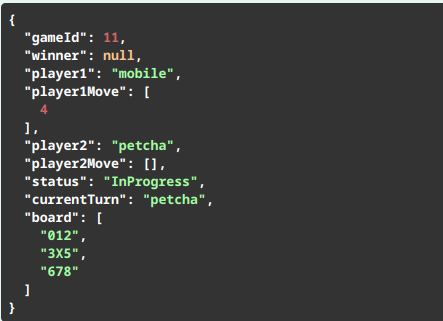 {
  "gameId": 11,
  "winner": null,
  "player1": "mobile",
  "player1Move": [
    4
  ],
  "player2": "petcha",
  "player2Move": [],
  "status": "InProgress",
  "currentTurn": "petcha",
  "board": [
    "012",
    "3X5",
    "678"
  ]
}